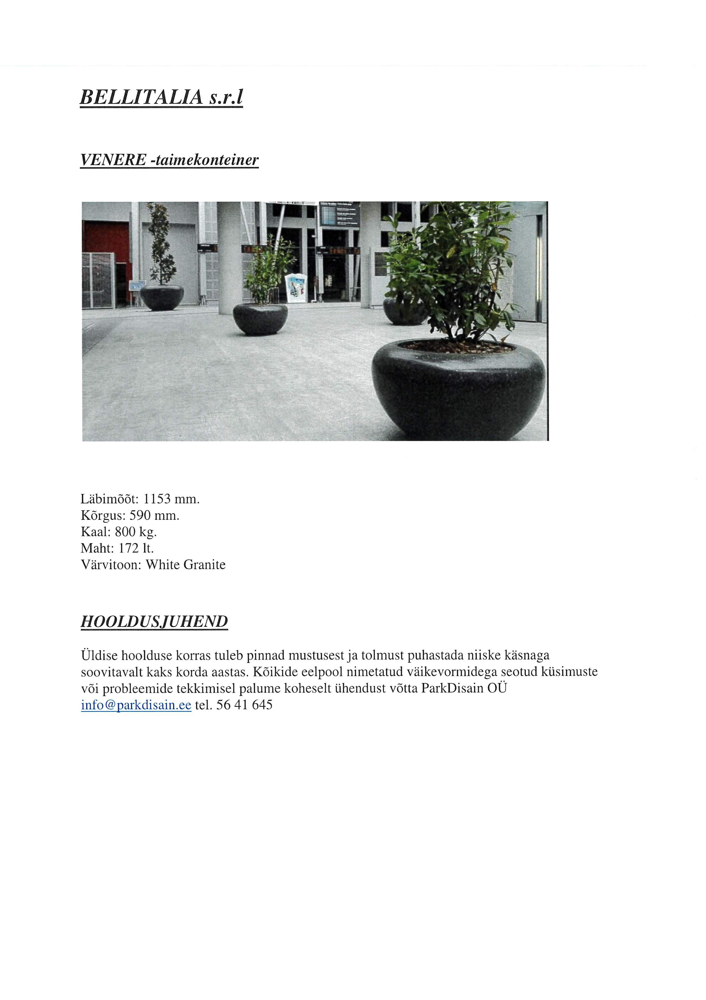 BELLITALIA s.r.l
VENERE -taimekonteiner
Läbimõõt: 1153 mm.
Kõrgus: 590 mm.
Kaal: 800 kg.
Maht: 172 lt.
Värvitoon: White Granite
HOOLDUSJUHEND
Üldise hoolduse korras tuleb pinnad mustusest ja tolmust puhastada niiske käsnaga
soovitavalt kaks korda aastas. Kõikide eelpool nimetatud väikevormidega seotud küsimuste
või probleemide tekkimisel palume koheselt ühendust võtta ParkDisain OÜ
info@parkdisain.ee tel. 56 41 645